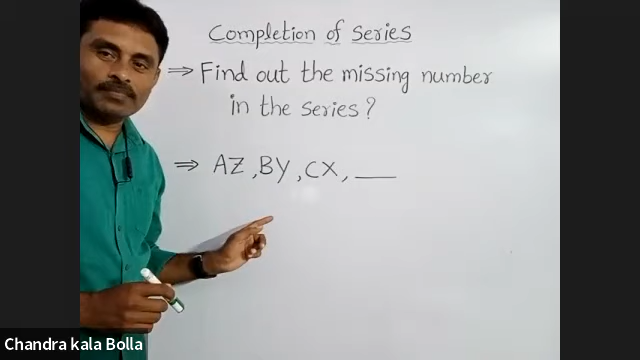 Completion of series
⇒ Find out the missing number
in the series?
⇒ AZ, BY, CX, ___
Chandra kala Bolla